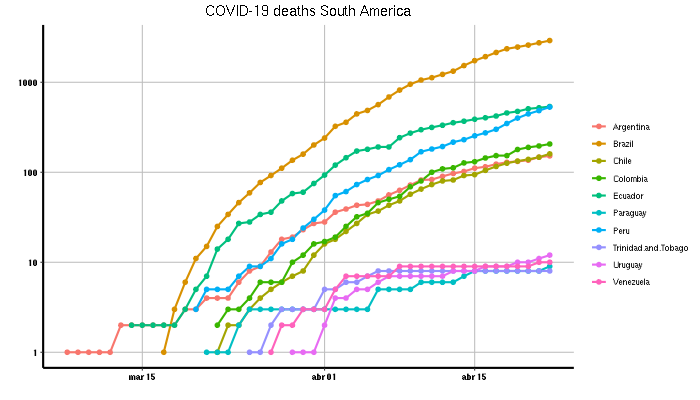 COVID-19 deaths South America
1000
100
10
1
mar 15
abr 01
abr 15
Argentina
Brazil
Chile
Colombia
Ecuador
Paraguay
Peru
Trinidad.and.Tobago
Uruguay
Venezuela